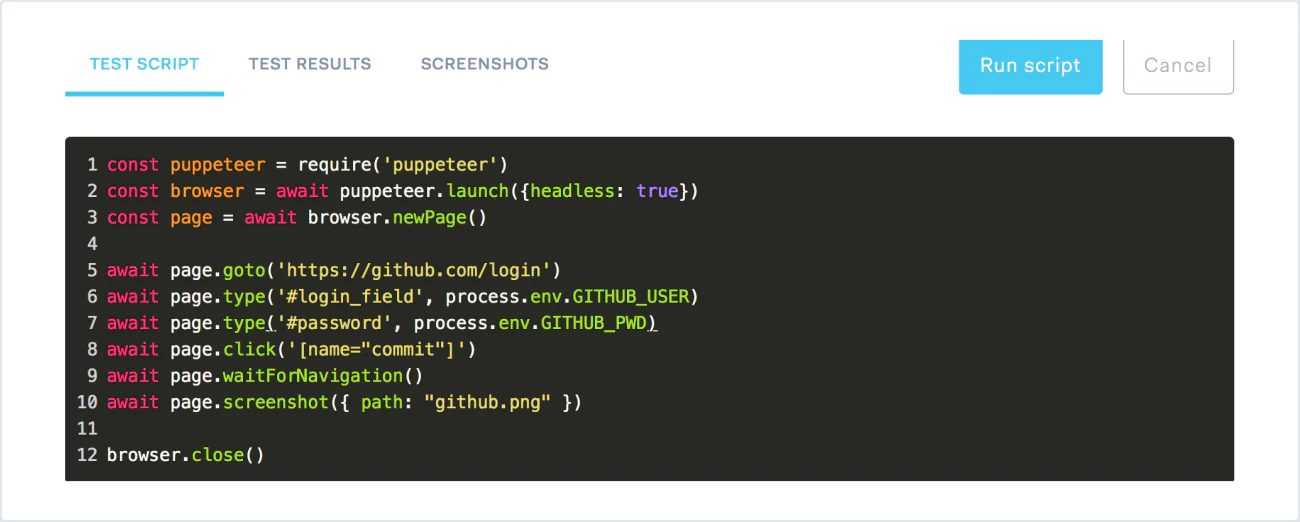 TEST SCRIPT TEST RESULTS SCREENSHOTS Run script Cancel
1 const puppeteer = require('puppeteer')
2 const browser = await puppeteer.launch({headless: true})
3 const page = await browser.newPage()
4
5 await page.goto('https://github.com/login')
6 await page.type('#login_field', process.env.GITHUB_USER)
7 await page.type('#password', process.env.GITHUB_PWD)
8 await page.click('[name="commit"]')
9 await page.waitForNavigation()
10 await page.screenshot({ path: "github.png" })
11
12 browser.close()